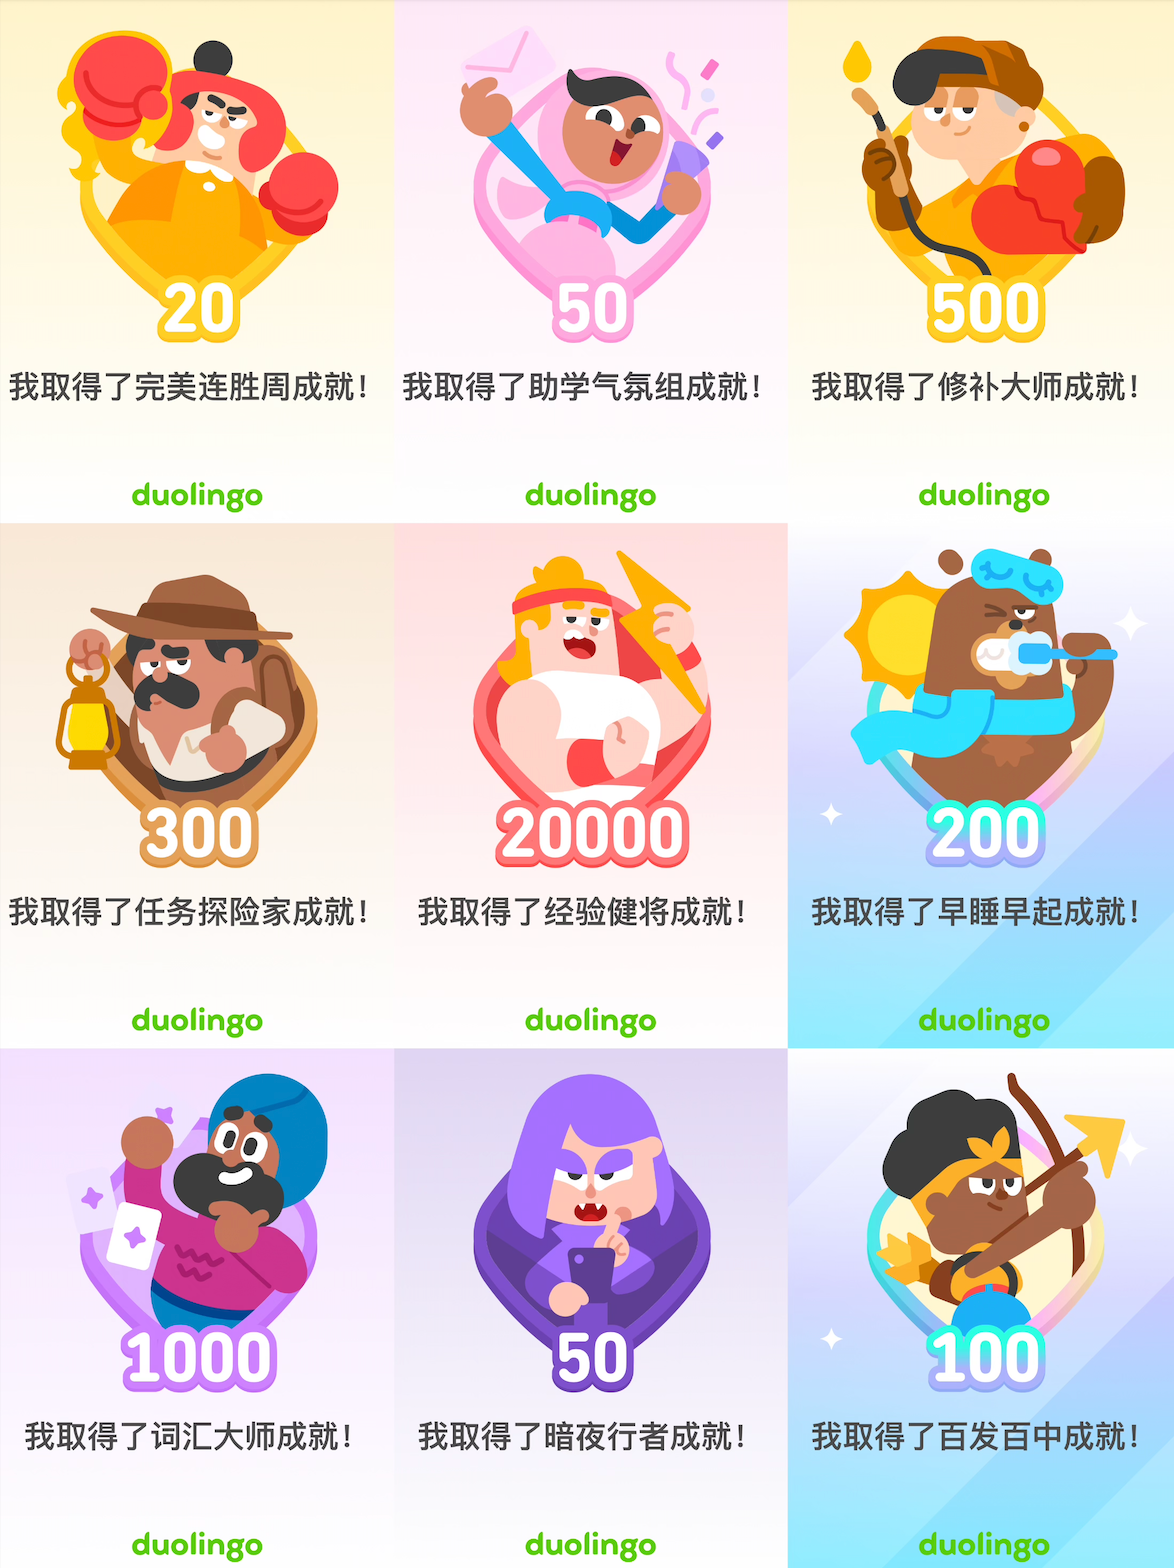 20
我取得了完美连胜周成就！
duolingo
50
我取得了助学气氛组成就！
duolingo
500
我取得了修补大师成就！
duolingo
300
我取得了任务探险家成就！
duolingo
20000
我取得了经验健将成就！
duolingo
200
我取得了早睡早起成就！
duolingo
1000
我取得了词汇大师成就！
duolingo
50
我取得了暗夜行者成就！
duolingo
100
我取得了百发百中成就！
duolingo